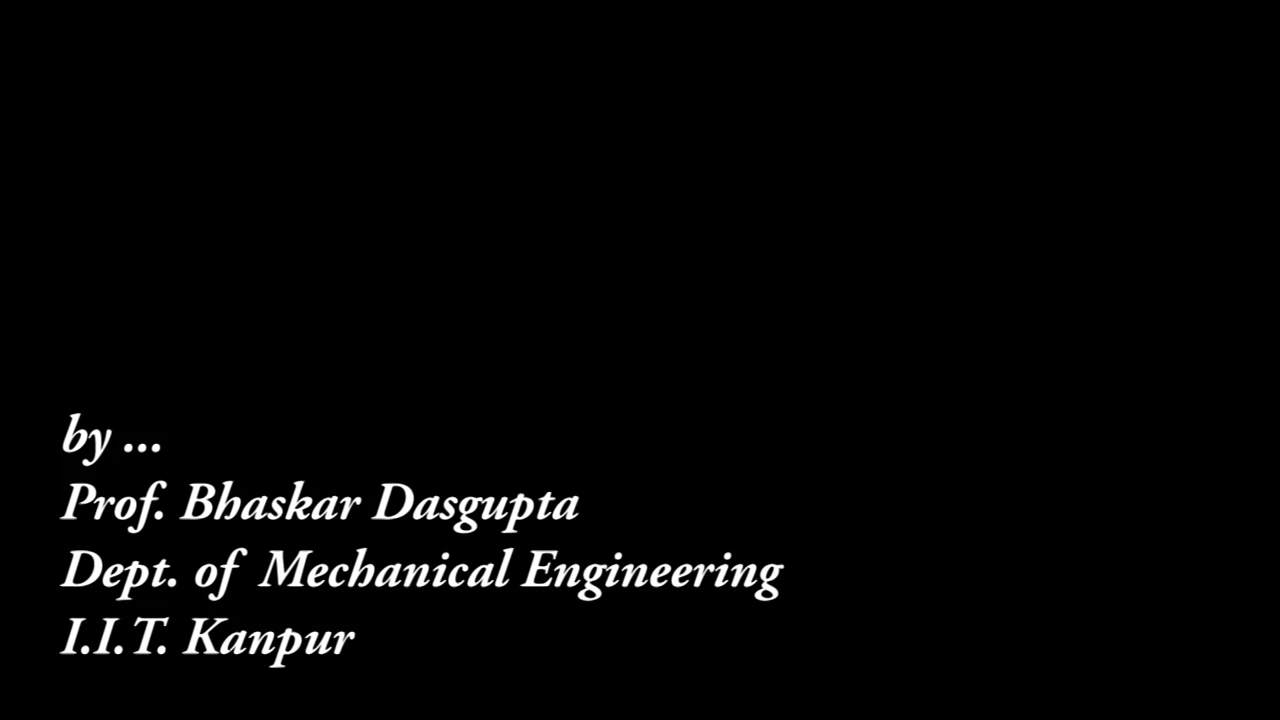 by ...
Prof. Bhaskar Dasgupta
Dept. of Mechanical Engineering
I.I.T. Kanpur